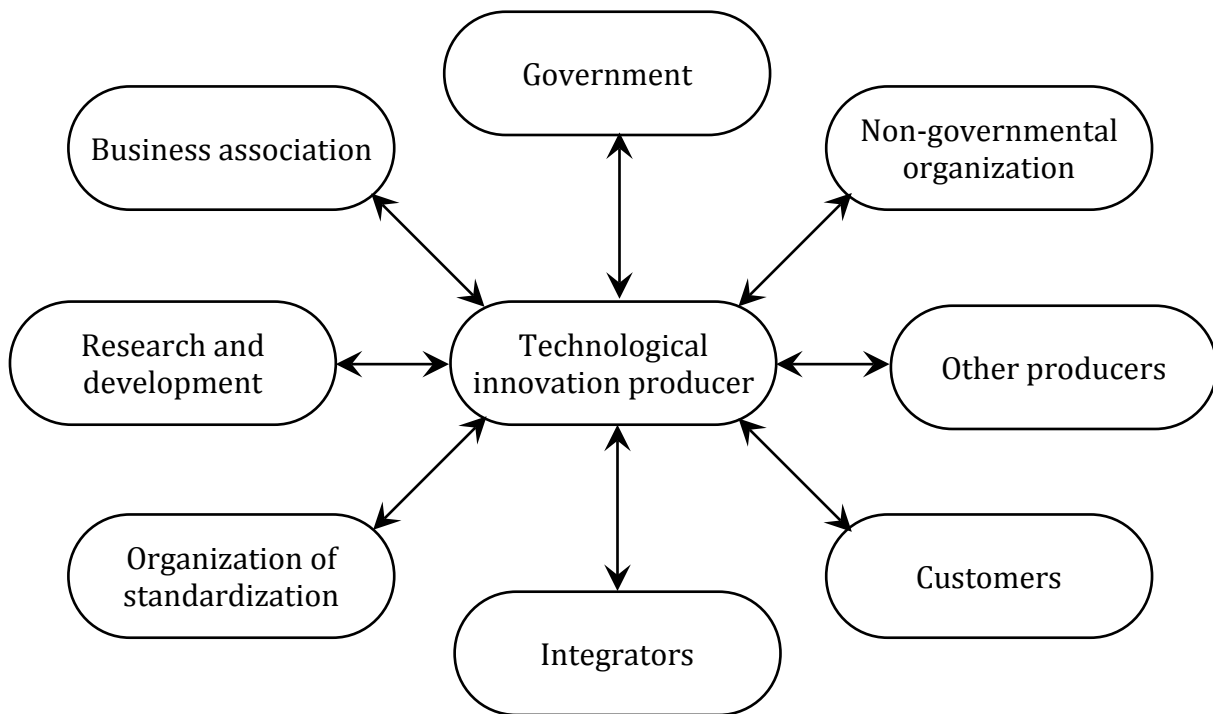 Government
Business association
Non-governmental
organization
Research and
development
Technological
innovation producer
Other producers
Organization of
standardization
Customers
Integrators